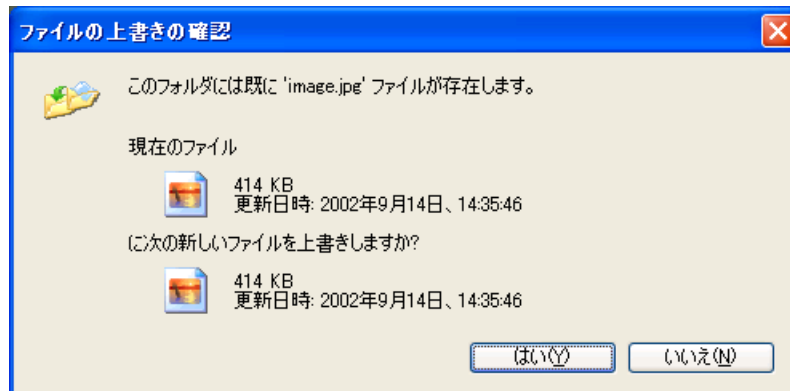 ファイルの上書きの確認
このフォルダには既に 'image.jpg' ファイルが存在します。
現在のファイル
414 KB
更新日時: 2002年9月14日、14:35:46
に次の新しいファイルを上書きしますか?
414 KB
更新日時: 2002年9月14日、14:35:46
はい(Y) いいえ(N)